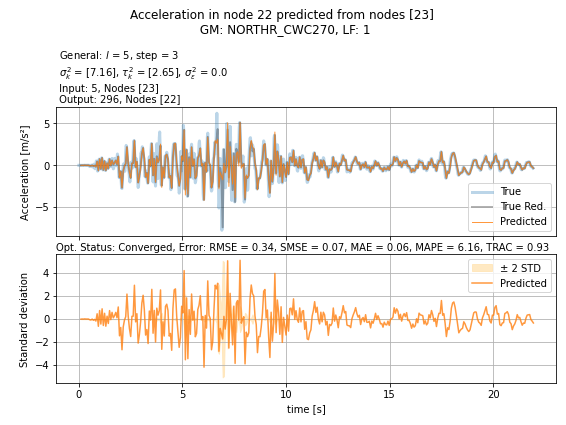 Acceleration in node 22 predicted from nodes [23]
GM: NORTHR_CWC270, LF: 1
General: l = 5, step = 3
σ²ₖ = [7.16], τ²ₖ = [2.65], σ²ₑ = 0.0
Input: 5, Nodes [23]
Output: 296, Nodes [22]
Acceleration [m/s²]
5
0
−5
True
True Red.
Predicted
Opt. Status: Converged, Error: RMSE = 0.34, SMSE = 0.07, MAE = 0.06, MAPE = 6.16, TRAC = 0.93
Standard deviation
4
2
0
−2
−4
± 2 STD
Predicted
0 5 10 15 20
time [s]